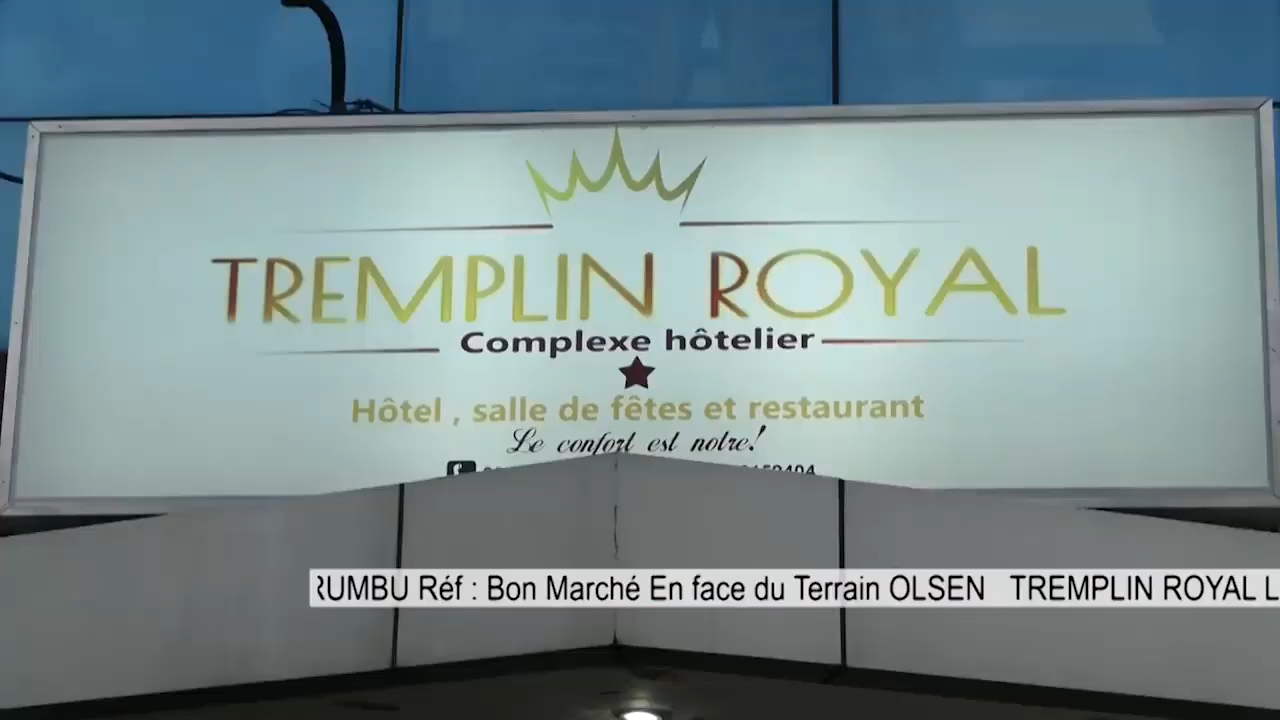 TREMPLIN ROYAL
Complexe hôtelier
Hôtel , salle de fêtes et restaurant
Le confort est notre!
RUMBU Réf : Bon Marché En face du Terrain OLSEN TREMPLIN ROYAL L